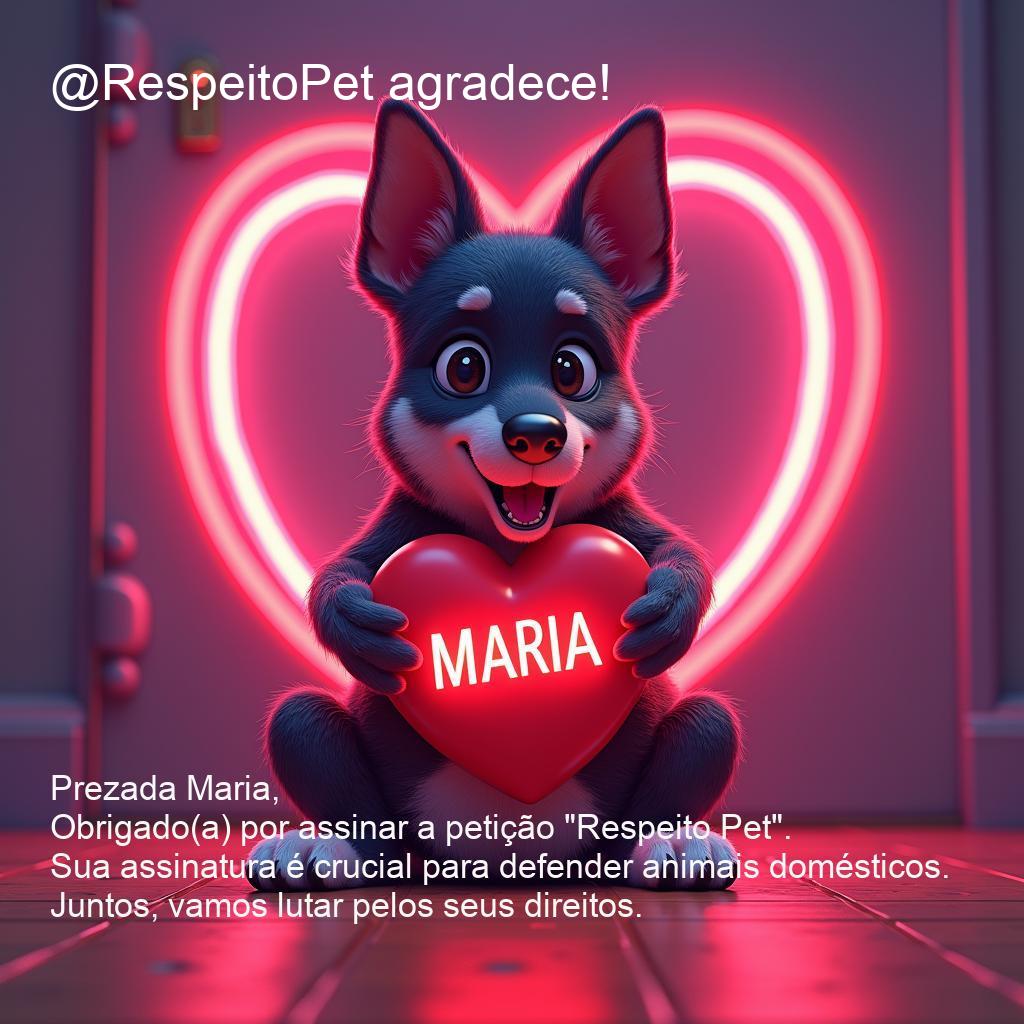 @RespeitoPet agradece!
MARIA
Prezada Maria,
Obrigado(a) por assinar a petição "Respeito Pet".
Sua assinatura é crucial para defender animais domésticos.
Juntos, vamos lutar pelos seus direitos.